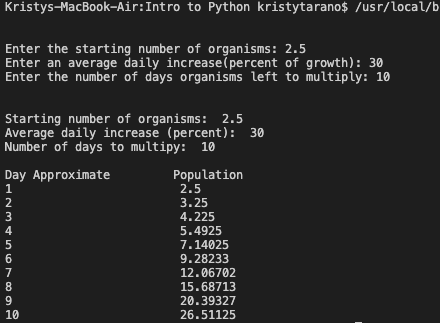 Kristys-MacBook-Air:Intro to Python kristytarano$ /usr/local/b
Enter the starting number of organisms: 2.5
Enter an average daily increase(percent of growth): 30
Enter the number of days organisms left to multiply: 10
Starting number of organisms:  2.5
Average daily increase (percent):  30
Number of days to multipy:  10
Day Approximate         Population
1                        2.5
2                        3.25
3                        4.225
4                        5.4925
5                        7.14025
6                        9.28233
7                        12.06702
8                        15.68713
9                        20.39327
10                       26.51125